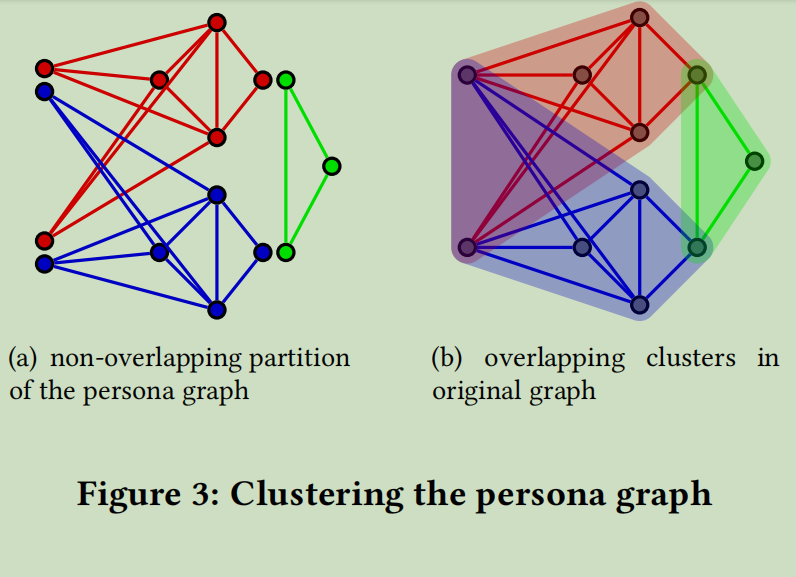 (a) non-overlapping partition
of the persona graph
(b) overlapping clusters in
original graph
Figure 3: Clustering the persona graph